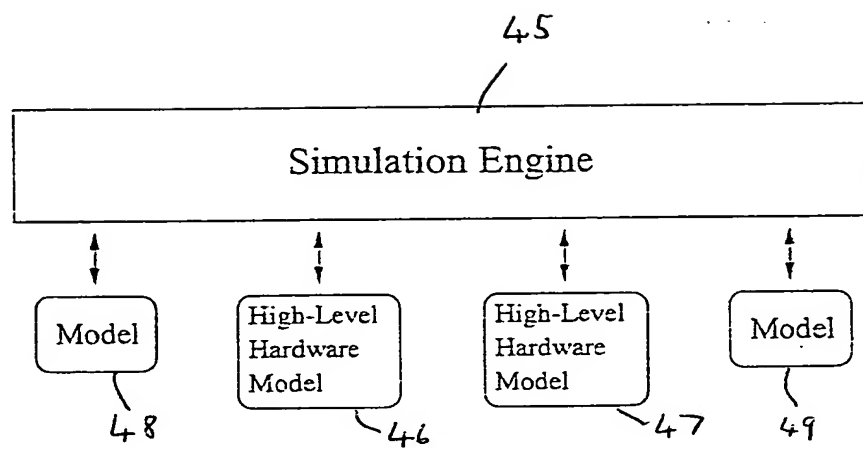 45
Simulation Engine
Model
High-Level
Hardware
Model
High-Level
Hardware
Model
Model
48
46
47
49